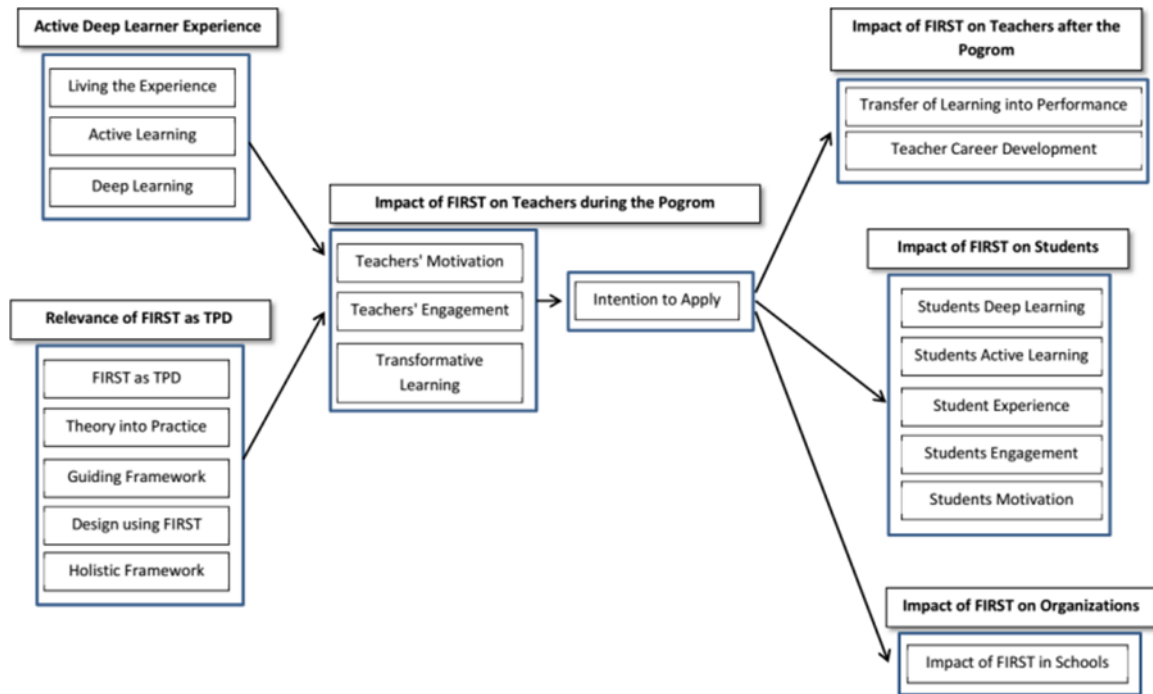 Active Deep Learner Experience
Living the Experience
Active Learning
Deep Learning
Relevance of FIRST as TPD
FIRST as TPD
Theory into Practice
Guiding Framework
Design using FIRST
Holistic Framework
Impact of FIRST on Teachers during the Pogrom
Teachers' Motivation
Teachers' Engagement
Transformative
Learning
Intention to Apply
Impact of FIRST on Teachers after the
Pogrom
Transfer of Learning into Performance
Teacher Career Development
Impact of FIRST on Students
Students Deep Learning
Students Active Learning
Student Experience
Students Engagement
Students Motivation
Impact of FIRST on Organizations
Impact of FIRST in Schools